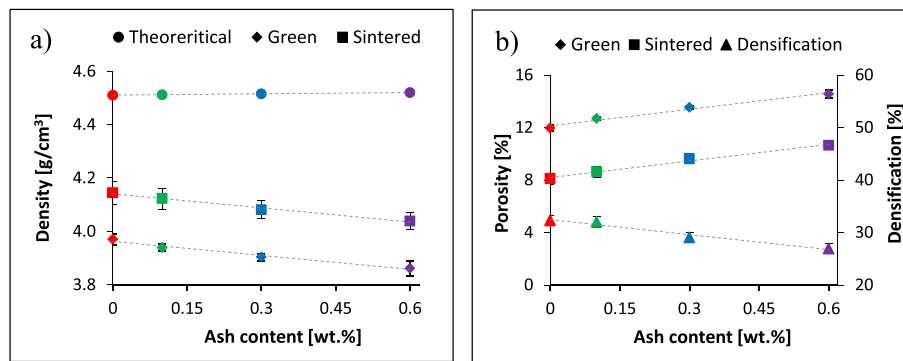 a)
Theoreritical Green Sintered
4.6
4.4
4.2
4.0
3.8
Density [g/cm³]
0 0.15 0.3 0.45 0.6
Ash content [wt.%]
b)
Green Sintered Densification
16
12
8
4
0
Porosity [%]
60
50
40
30
20
Densification [%]
0 0.15 0.3 0.45 0.6
Ash content [wt.%]